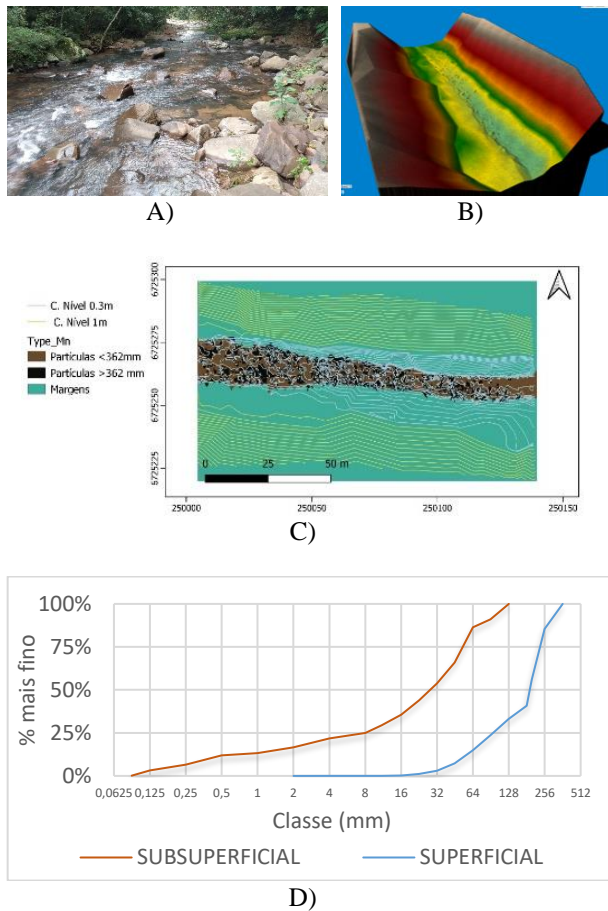 A)
B)
C. Nível 0.3m
C. Nível 1m
Type_Mn
Partículas <362mm
Partículas >362 mm
Margens
6725300
6725275
6725250
6725225
0 25 50 m
250000 250050 250100 250150
C)
100%
75%
50%
25%
0%
% mais fino
0,0625 0,125 0,25 0,5 1 2 4 8 16 32 64 128 256 512
Classe (mm)
SUBSUPERFICIAL SUPERFICIAL
D)